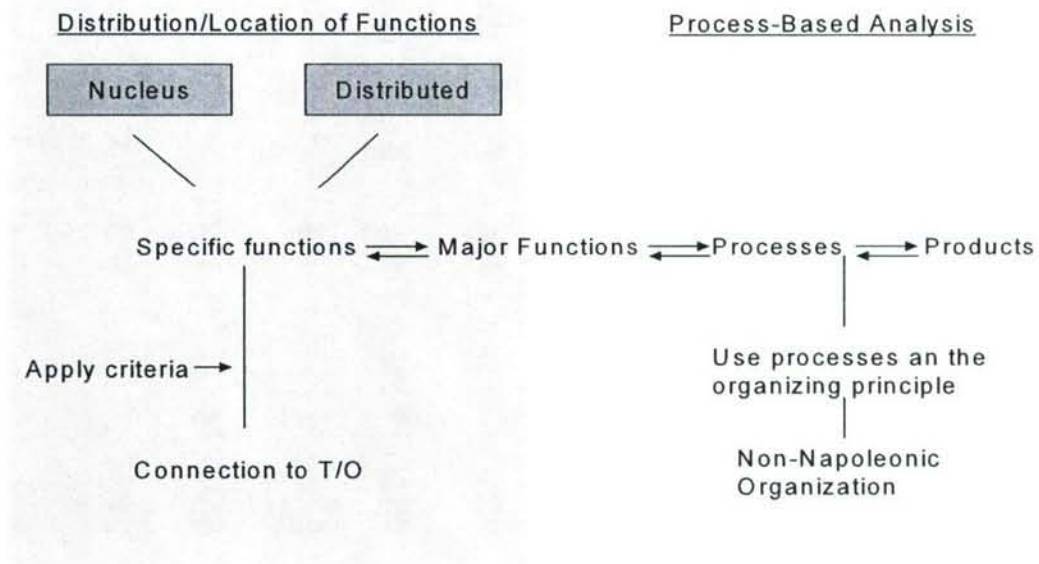 Distribution/Location of Functions
Process-Based Analysis
Nucleus
Distributed
Specific functions
Major Functions
Processes
Products
Apply criteria
Use processes an the
organizing principle
Connection to T/O
Non-Napoleonic
Organization